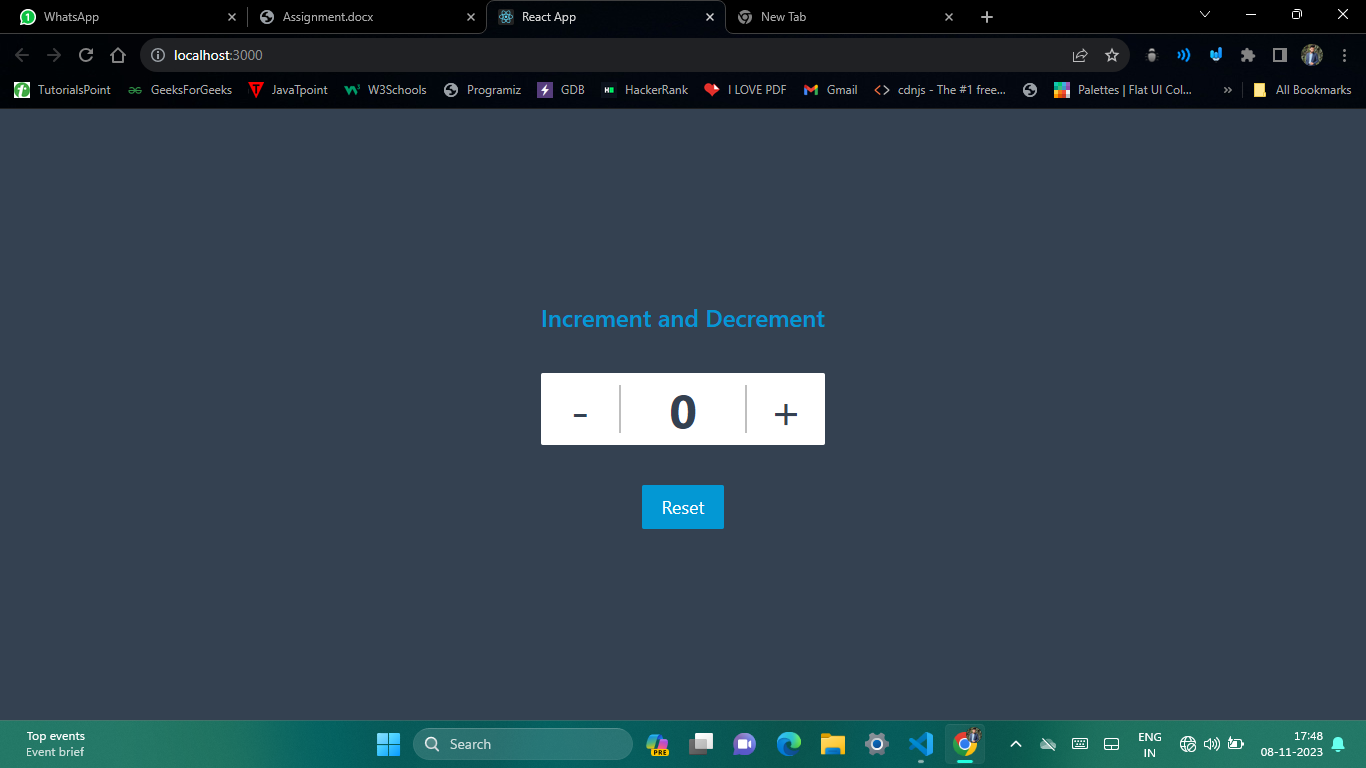 WhatsApp
Assignment.docx
React App
New Tab
localhost:3000
TutorialsPoint
GeeksForGeeks
JavaTpoint
W3Schools
Programiz
GDB
HackerRank
I LOVE PDF
Gmail
cdnjs - The #1 free...
Palettes | Flat UI Col...
»
All Bookmarks
Increment and Decrement
- 0 +
Reset
Top events
Event brief
Search
PRE
ENG
IN
17:48
08-11-2023